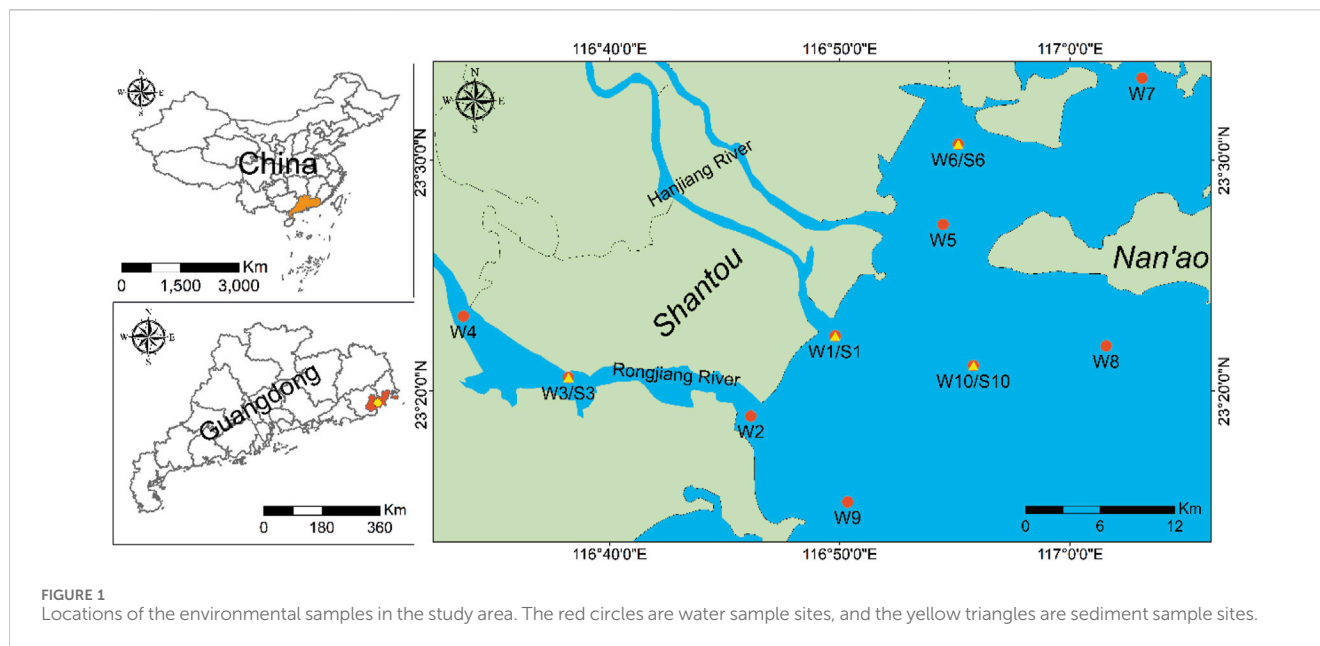 N
W E
S
China
Km
0 1,500 3,000
N
W E
S
Guangdong
Km
0 180 360
116°40'0"E 116°50'0"E 117°0'0"E
N
W E
S
23°30'0"N
23°20'0"N
Hanjiang River
Shantou
Rongjiang River
Nan'ao
W7
W6/S6
W5
W4
W1/S1
W8
W10/S10
W3/S3
W2
W9
Km
0 6 12
23°30'0"N
23°20'0"N
116°40'0"E 116°50'0"E 117°0'0"E
FIGURE 1
Locations of the environmental samples in the study area. The red circles are water sample sites, and the yellow triangles are sediment sample sites.